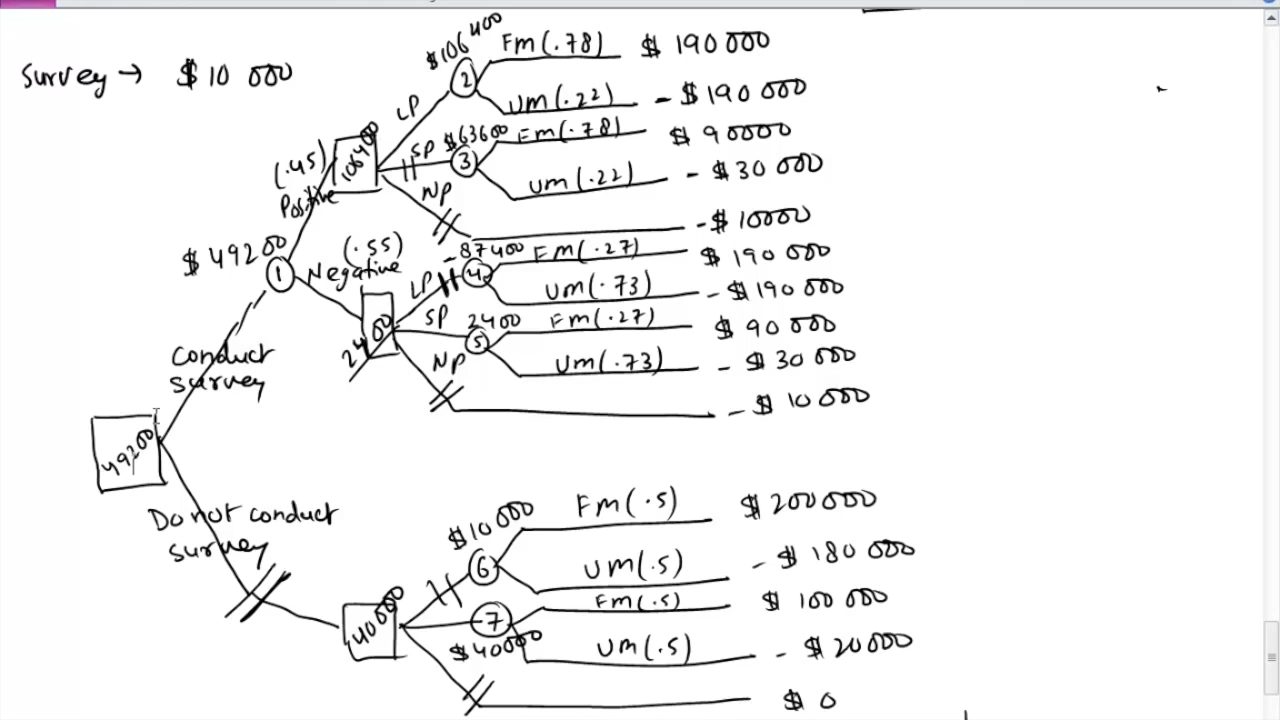 Survey → $ 10 000
$106400
2
Fm (.78) $ 190 000
LP
Um (.22) - $ 190 000
(.45)
Positive
106400
SP
$63600
3
Fm (.78) $ 90000
Um (.22) - $ 30 000
NP
- $ 10000
$ 49200
1
(.55)
Negative
2400
LP
- 87400
4
Fm (.27) $ 190 000
Um (.73) - $ 190 000
SP
2400
5
Fm (.27) $ 90 000
Um (.73) - $ 30 000
NP
- $ 10 000
Conduct
survey
49200
Do not conduct
survey
40000
$10 000
6
Fm (.5) $ 200000
Um (.5) - $ 180 000
7
$40000
Fm (.5) $ 100 000
Um (.5) - $ 20000
$ 0